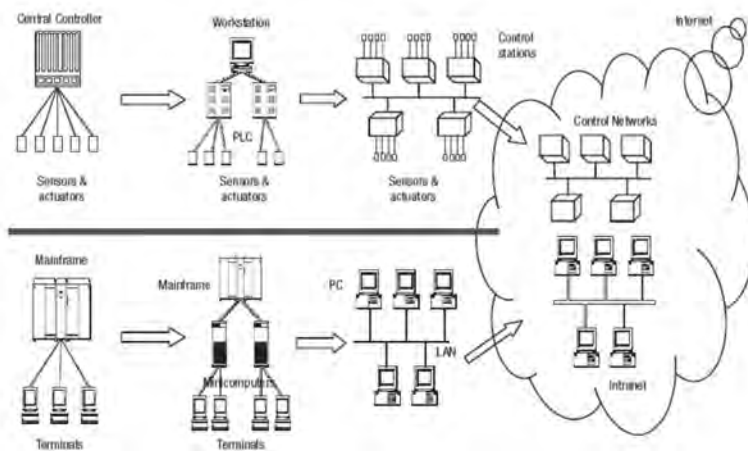 Central Controller
Workstation
Control
stations
Internet
PLC
Control Networks
Sensors &
actuators
Sensors &
actuators
Sensors &
actuators
Mainframe
Mainframe
PC
LAN
Minicomputers
Intranet
Terminals
Terminals